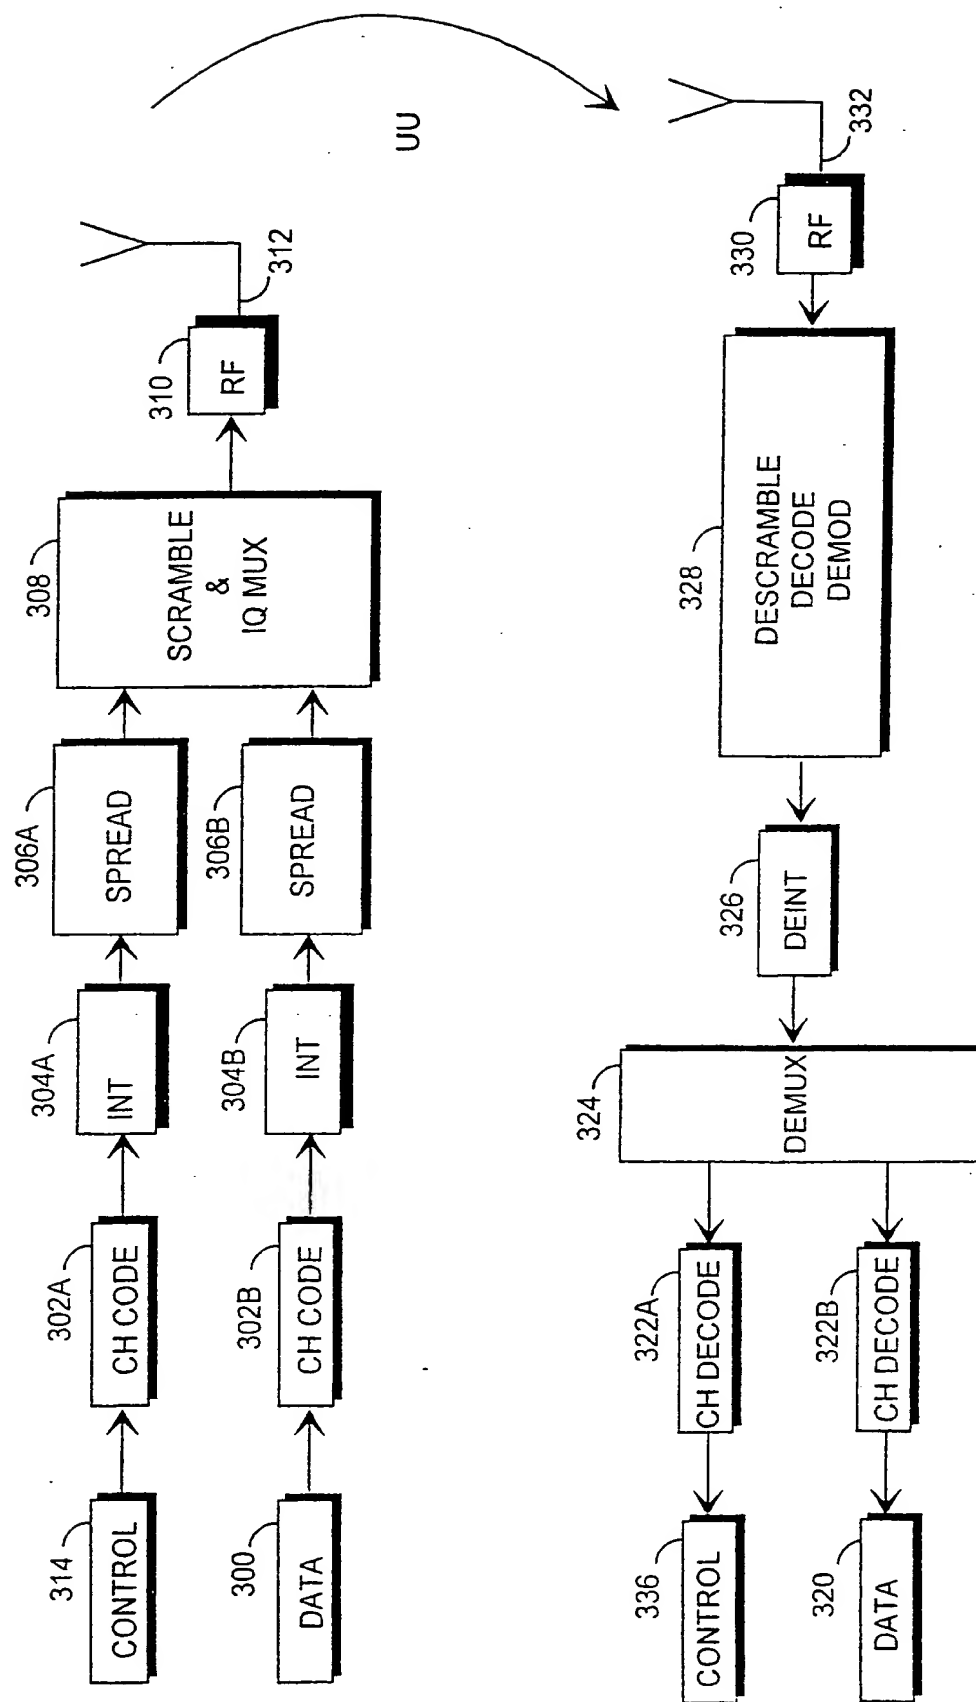 314
CONTROL
302A
CH CODE
304A
INT
306A
SPREAD
300
DATA
302B
CH CODE
304B
INT
306B
SPREAD
308
SCRAMBLE
&
IQ MUX
310
RF
312
UU
336
CONTROL
322A
CH DECODE
320
DATA
322B
CH DECODE
324
DEMUX
326
DEINT
328
DESCRAMBLE
DECODE
DEMOD
330
RF
332